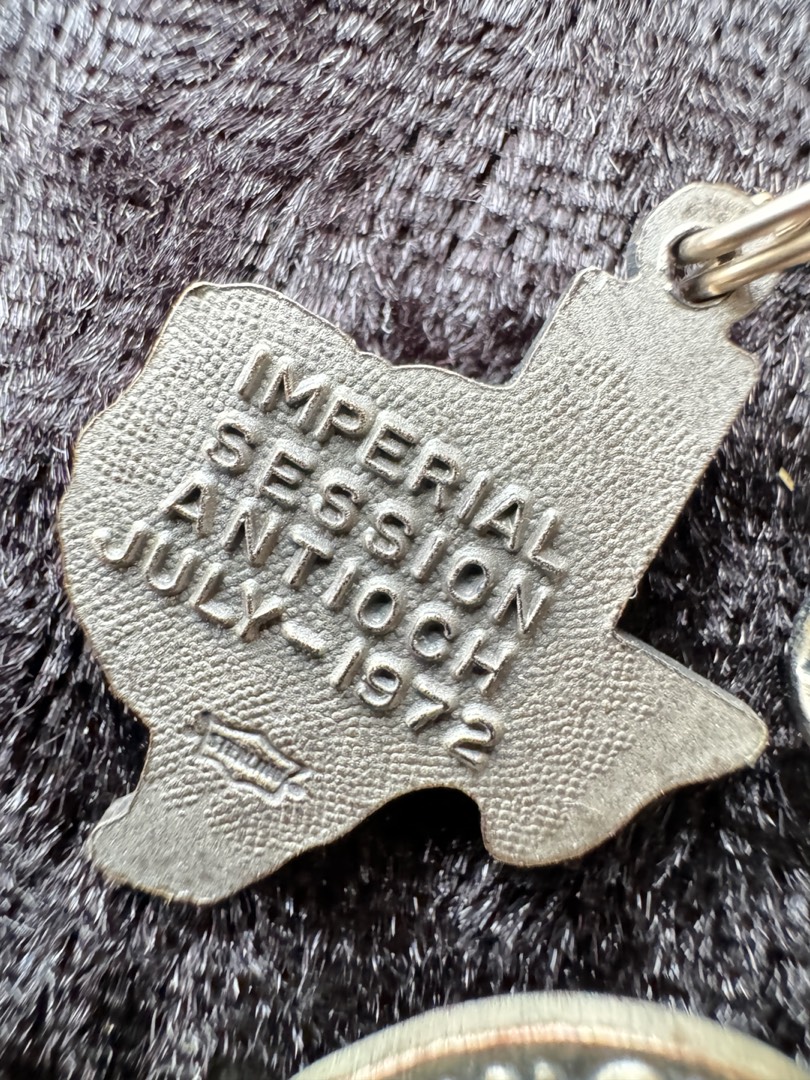 IMPERIAL
SESSION
ANTIOCH
JULY-1972